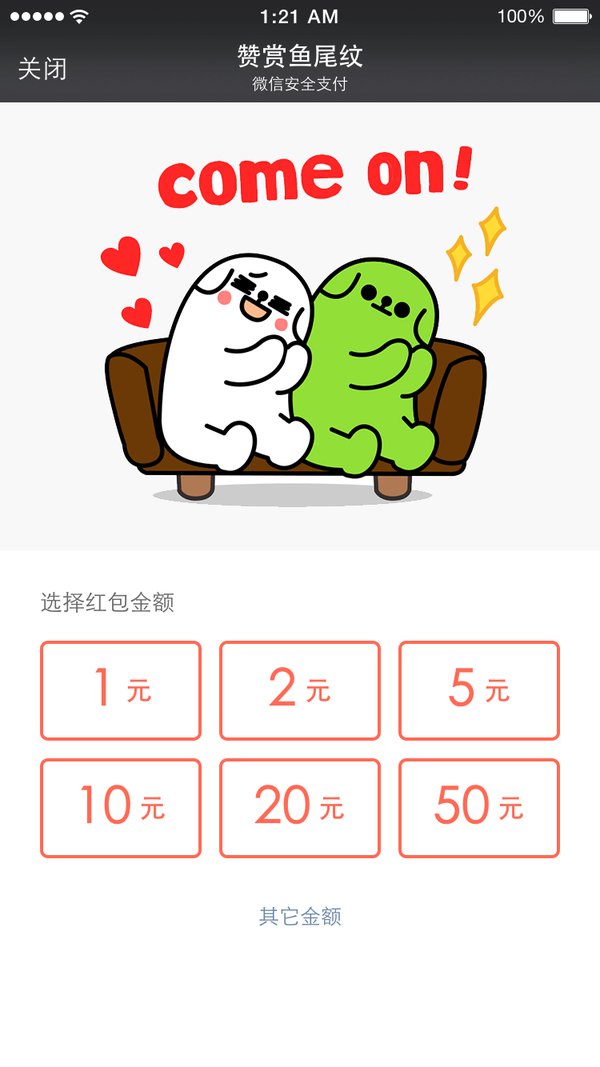 1:21 AM
100%
关闭
赞赏鱼尾纹
微信安全支付
come on!
选择红包金额
1 元
2 元
5 元
10 元
20 元
50 元
其它金额